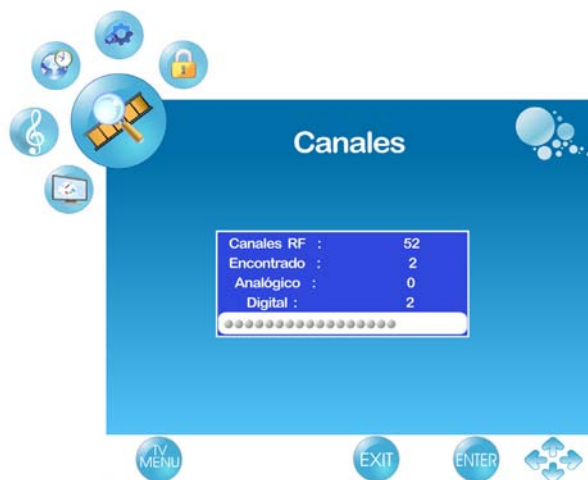 Canales
Canales RF : 52
Encontrado : 2
Analógico : 0
Digital : 2
TV
MENU
EXIT
ENTER